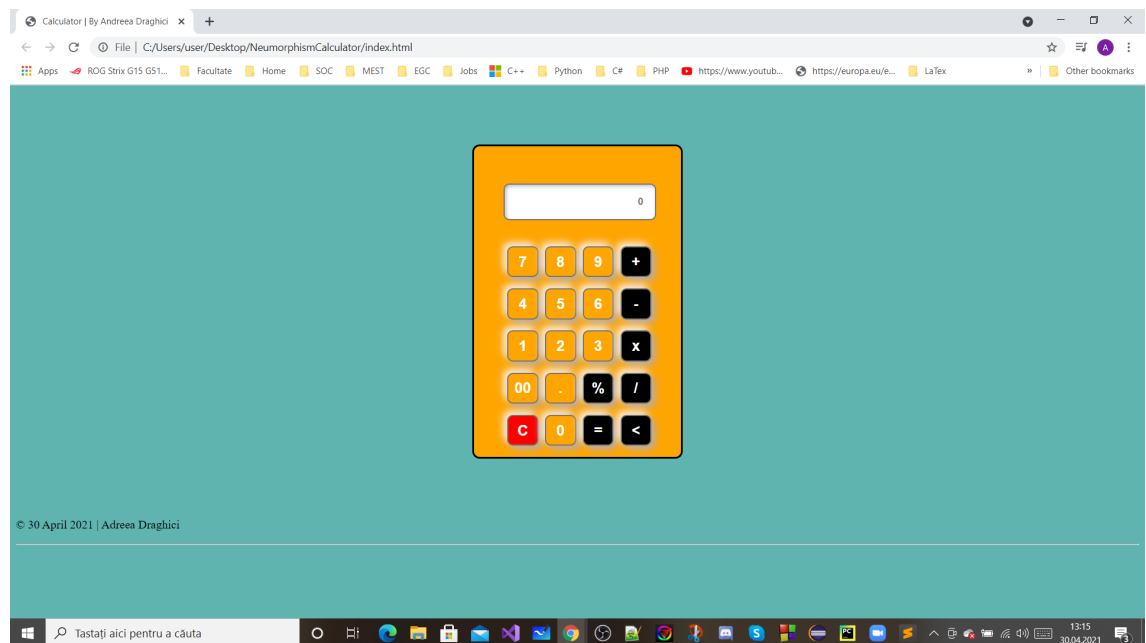 Calculator | By Andreea Draghici
File | C:/Users/user/Desktop/NeumorphismCalculator/index.html
A
Apps ROG Strix G15 G51... Facultate Home SOC MEST EGC Jobs C++ Python C# PHP https://www.youtub... https://europa.eu/e... LaTex » Other bookmarks
0
7 8 9 +
4 5 6 -
1 2 3 x
00 . % /
C 0 = <
© 30 April 2021 | Adreea Draghici
Tastați aici pentru a căuta
13:15
30.04.2021